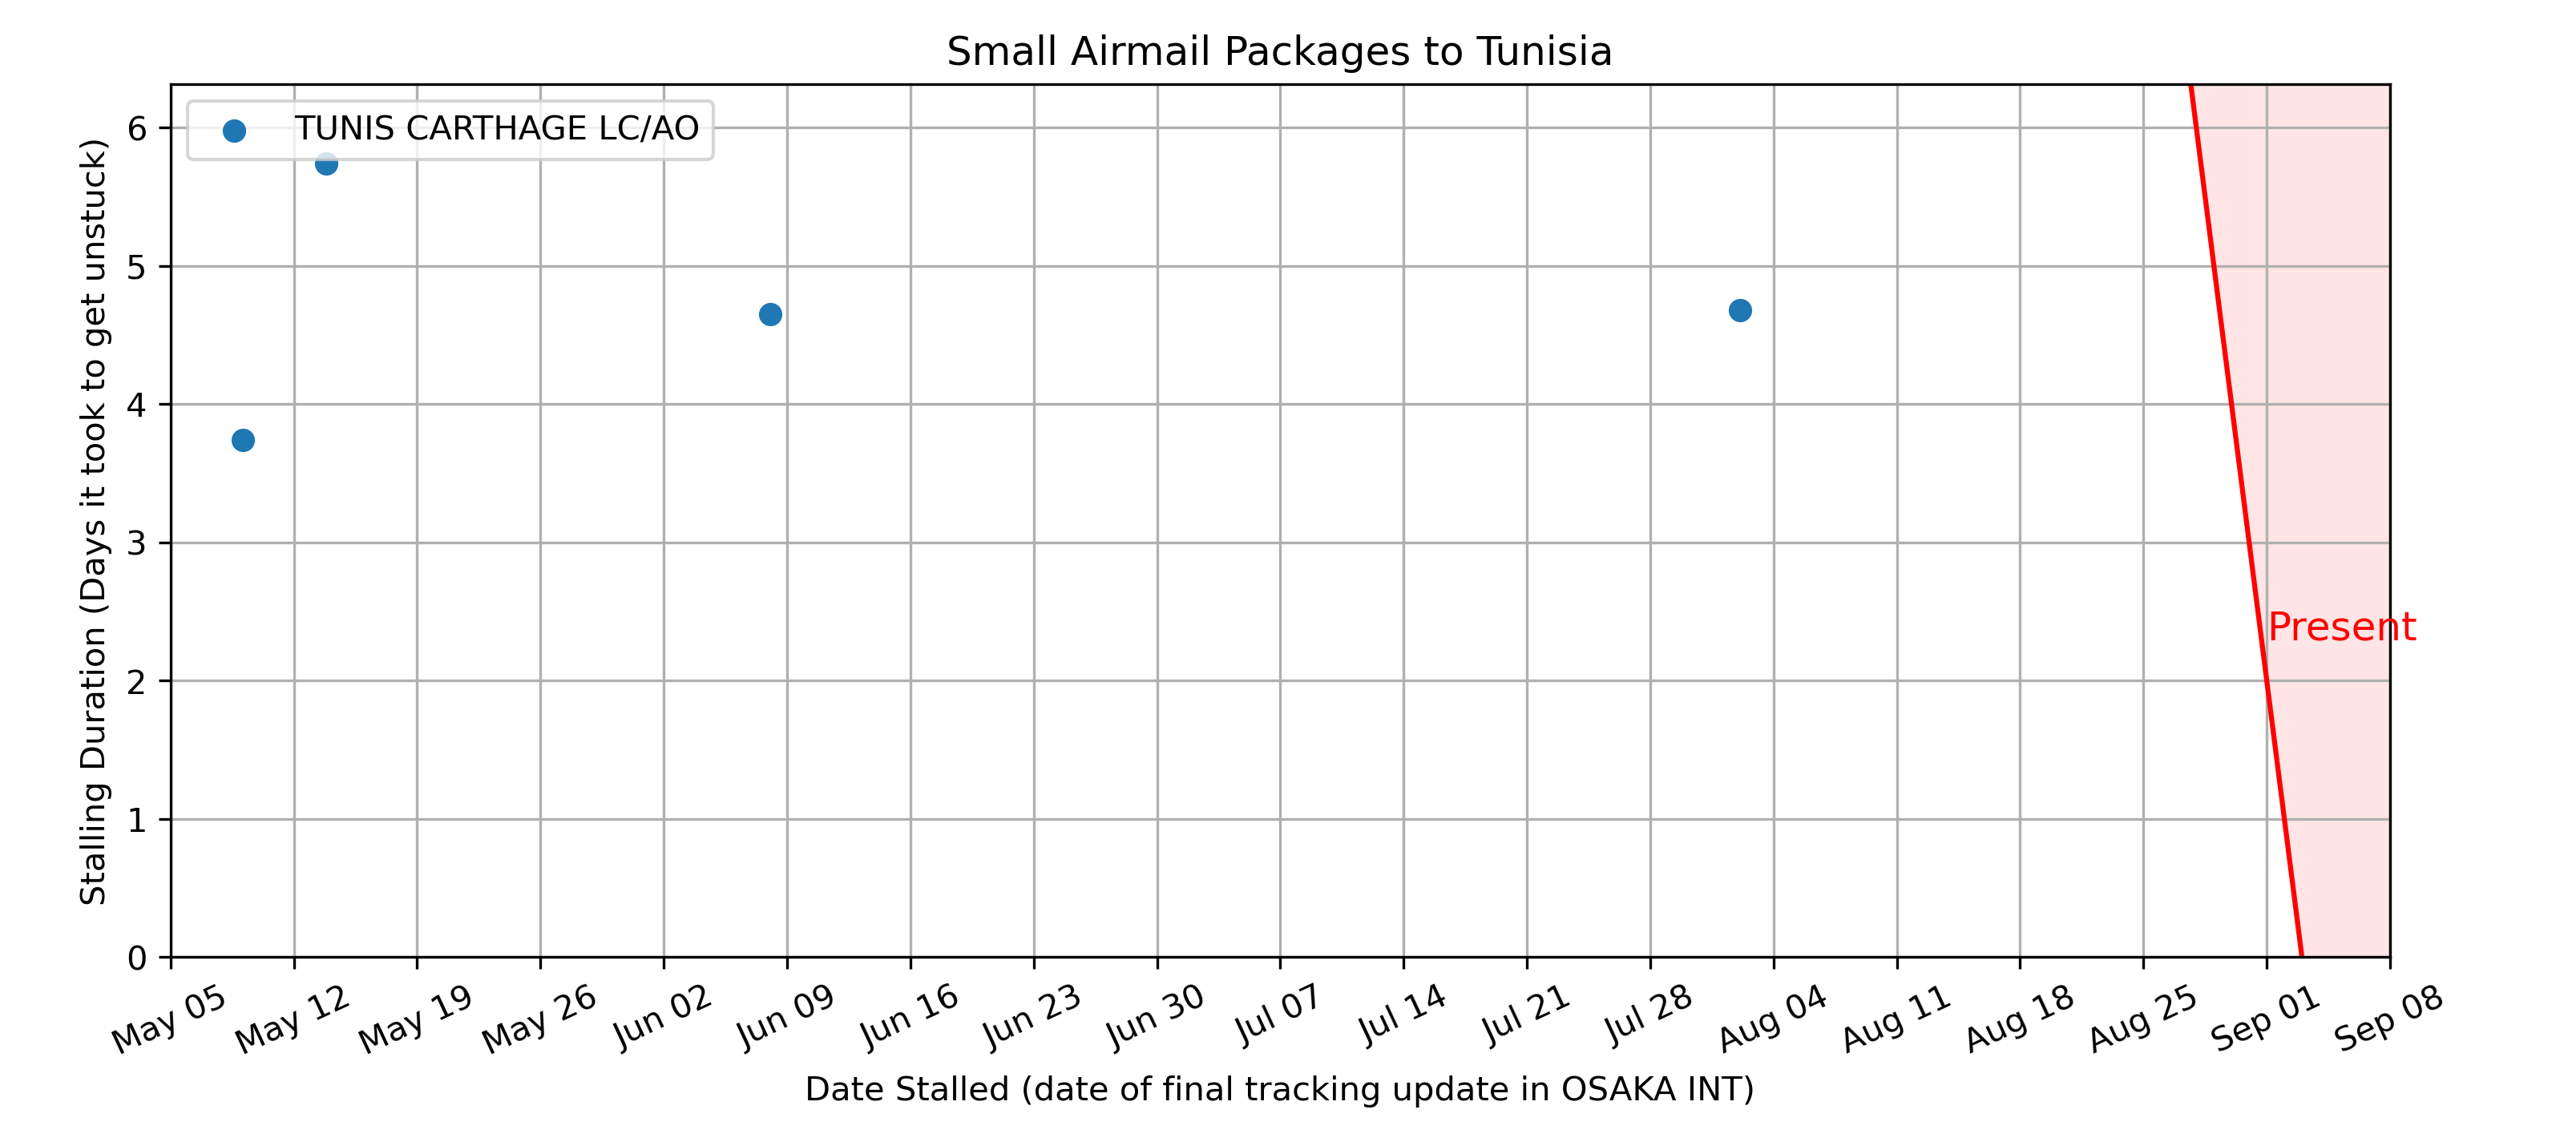 Small Airmail Packages to Tunisia
TUNIS CARTHAGE LC/AO
Stalling Duration (Days it took to get unstuck)
6
5
4
3
2
1
0
Present
May 05
May 12
May 19
May 26
Jun 02
Jun 09
Jun 16
Jun 23
Jun 30
Jul 07
Jul 14
Jul 21
Jul 28
Aug 04
Aug 11
Aug 18
Aug 25
Sep 01
Sep 08
Date Stalled (date of final tracking update in OSAKA INT)